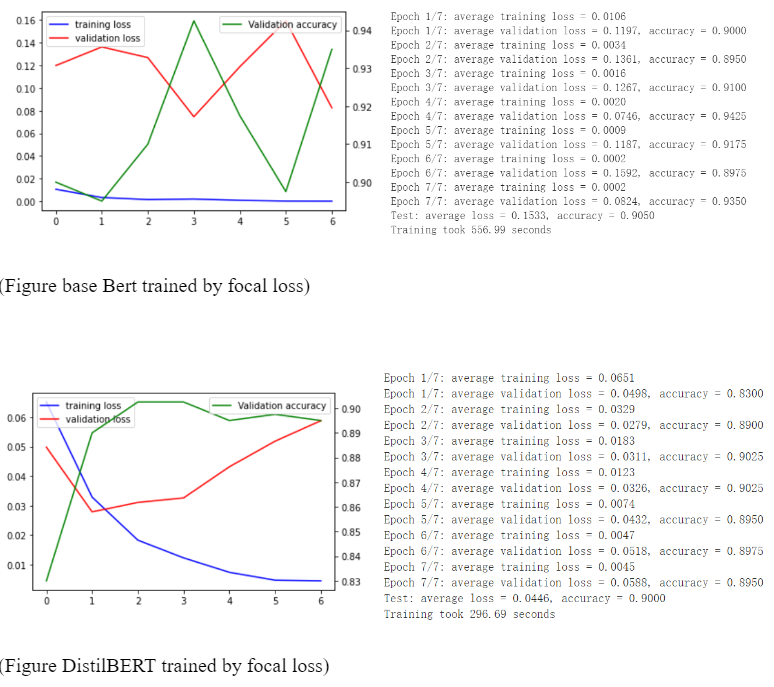 training loss
validation loss
Validation accuracy
0.16
0.14
0.12
0.10
0.08
0.06
0.04
0.02
0.00
0.94
0.93
0.92
0.91
0.90
0 1 2 3 4 5 6
Epoch 1/7: average training loss = 0.0106
Epoch 1/7: average validation loss = 0.1197, accuracy = 0.9000
Epoch 2/7: average training loss = 0.0034
Epoch 2/7: average validation loss = 0.1361, accuracy = 0.8950
Epoch 3/7: average training loss = 0.0016
Epoch 3/7: average validation loss = 0.1267, accuracy = 0.9100
Epoch 4/7: average training loss = 0.0020
Epoch 4/7: average validation loss = 0.0746, accuracy = 0.9425
Epoch 5/7: average training loss = 0.0009
Epoch 5/7: average validation loss = 0.1187, accuracy = 0.9175
Epoch 6/7: average training loss = 0.0002
Epoch 6/7: average validation loss = 0.1592, accuracy = 0.8975
Epoch 7/7: average training loss = 0.0002
Epoch 7/7: average validation loss = 0.0824, accuracy = 0.9350
Test: average loss = 0.1533, accuracy = 0.9050
Training took 556.99 seconds
(Figure base Bert trained by focal loss)
training loss
validation loss
Validation accuracy
0.06
0.05
0.04
0.03
0.02
0.01
0.90
0.89
0.88
0.87
0.86
0.85
0.84
0.83
0 1 2 3 4 5 6
Epoch 1/7: average training loss = 0.0651
Epoch 1/7: average validation loss = 0.0498, accuracy = 0.8300
Epoch 2/7: average training loss = 0.0329
Epoch 2/7: average validation loss = 0.0279, accuracy = 0.8900
Epoch 3/7: average training loss = 0.0183
Epoch 3/7: average validation loss = 0.0311, accuracy = 0.9025
Epoch 4/7: average training loss = 0.0123
Epoch 4/7: average validation loss = 0.0326, accuracy = 0.9025
Epoch 5/7: average training loss = 0.0074
Epoch 5/7: average validation loss = 0.0432, accuracy = 0.8950
Epoch 6/7: average training loss = 0.0047
Epoch 6/7: average validation loss = 0.0518, accuracy = 0.8975
Epoch 7/7: average training loss = 0.0045
Epoch 7/7: average validation loss = 0.0588, accuracy = 0.8950
Test: average loss = 0.0446, accuracy = 0.9000
Training took 296.69 seconds
(Figure DistilBERT trained by focal loss)